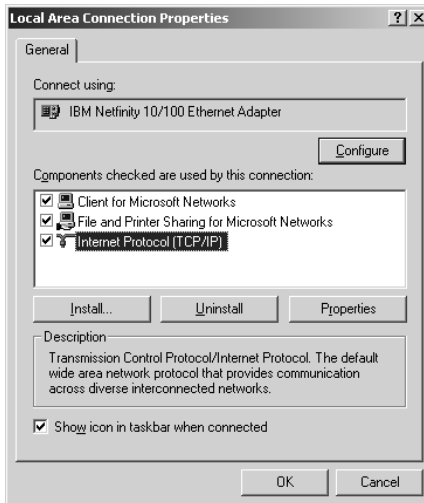 Local Area Connection Properties
General
Connect using:
IBM Netfinity 10/100 Ethernet Adapter
Configure
Components checked are used by this connection:
Client for Microsoft Networks
File and Printer Sharing for Microsoft Networks
Internet Protocol (TCP/IP)
Install... Uninstall Properties
Description
Transmission Control Protocol/Internet Protocol. The default
wide area network protocol that provides communication
across diverse interconnected networks.
Show icon in taskbar when connected
OK Cancel